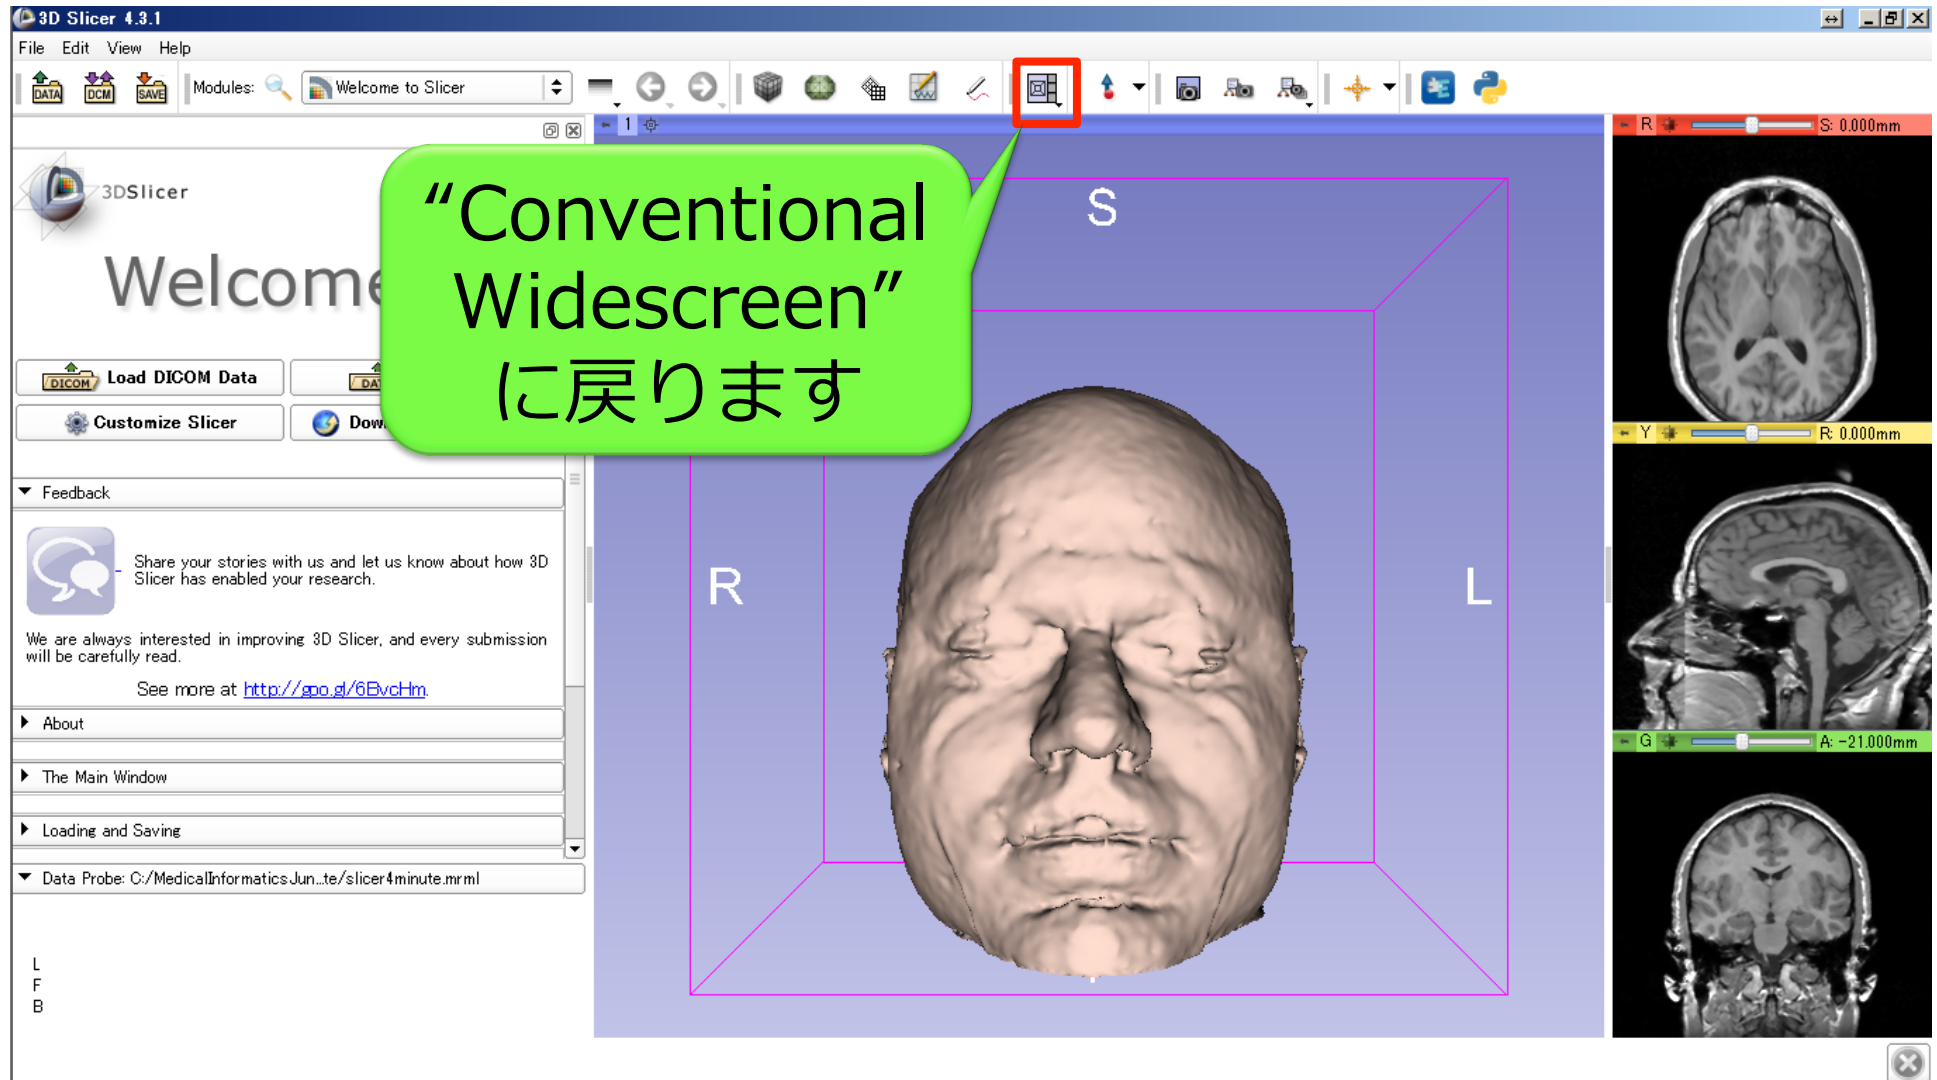 3D Slicer 4.3.1
File Edit View Help
DATA DCM SAVE Modules: Welcome to Slicer
1
R S: 0.000mm
3DSlicer
Welcome
“Conventional
Widescreen”
に戻ります
S
R
L
DICOM Load DICOM Data
Customize Slicer
Feedback
Share your stories with us and let us know about how 3D
Slicer has enabled your research.
We are always interested in improving 3D Slicer, and every submission
will be carefully read.
See more at http://goo.gl/6BvcHm.
About
The Main Window
Loading and Saving
Data Probe: C:/MedicalInformaticsJun...te/slicer4minute.mrml
L
F
B
Y R: 0.000mm
G A: -21.000mm